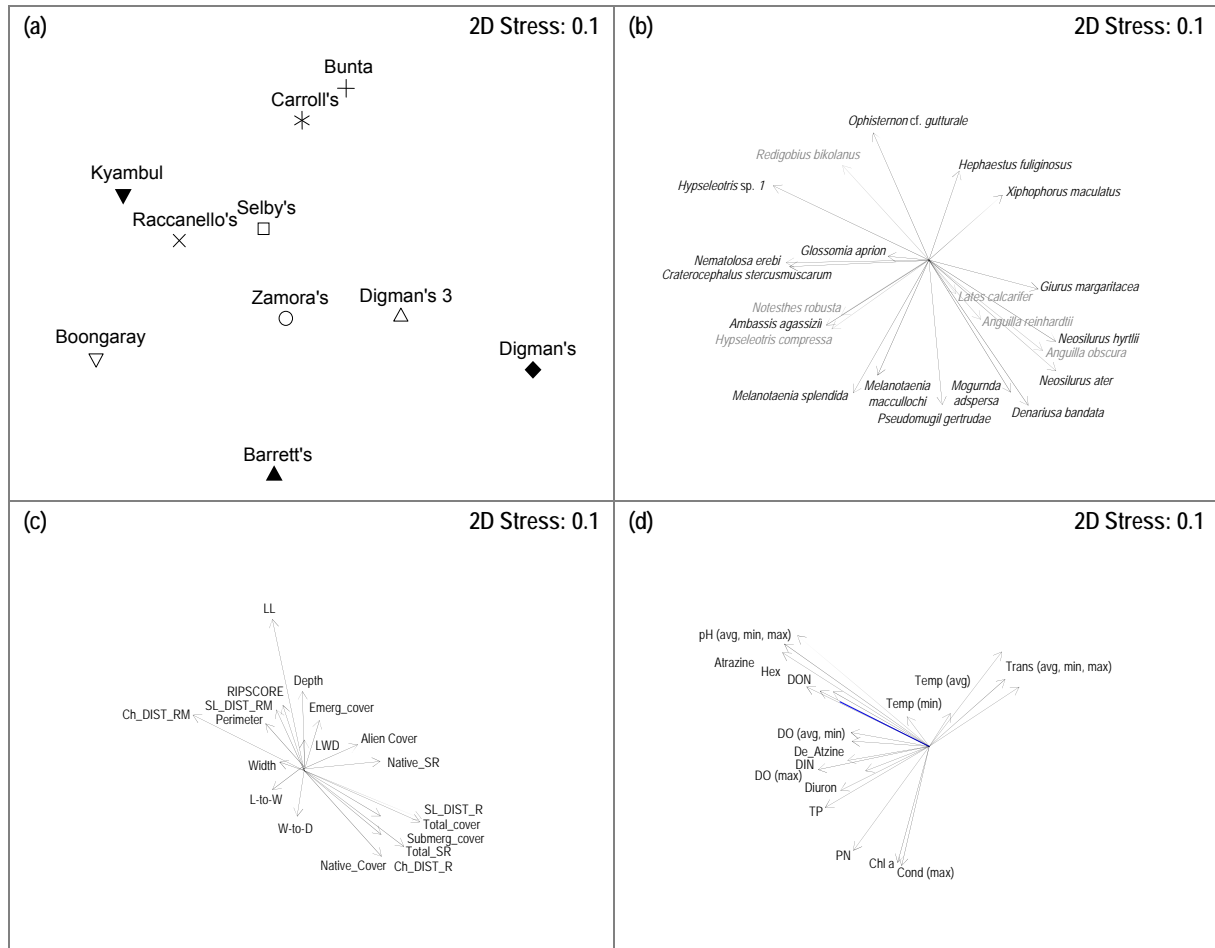 (a)
2D Stress: 0.1
Bunta
Carroll's
Kyambul
Raccanello's
Selby's
Zamora's
Digman's 3
Boongaray
Digman's
Barrett's
(b)
2D Stress: 0.1
Ophisternon cf. gutturale
Redigobius bikolanus
Hephaestus fuliginosus
Hypseleotris sp. 1
Xiphophorus maculatus
Glossomia aprion
Nematolosa erebi
Craterocephalus stercusmuscarum
Giurus margaritacea
Lates calcarifer
Notesthes robusta
Anguilla reinhardtii
Ambassis agassizii
Hypseleotris compressa
Neosilurus hyrtlii
Anguilla obscura
Neosilurus ater
Melanotaenia splendida
Melanotaenia
maccullochi
Mogurnda
adspersa
Pseudomugil gertrudae
Denariusa bandata
(c)
2D Stress: 0.1
LL
Depth
RIPSCORE
SL_DIST_RM
Emerg_cover
Ch_DIST_RM
Perimeter
LWD
Alien Cover
Width
Native_SR
L-to-W
SL_DIST_R
W-to-D
Total_cover
Submerg_cover
Total_SR
Native_Cover
Ch_DIST_R
(d)
2D Stress: 0.1
pH (avg, min, max)
Atrazine
Hex
Trans (avg, min, max)
DON
Temp (avg)
Temp (min)
DO (avg, min)
De_Atzine
DIN
DO (max)
Diuron
TP
PN
Chl a
Cond (max)